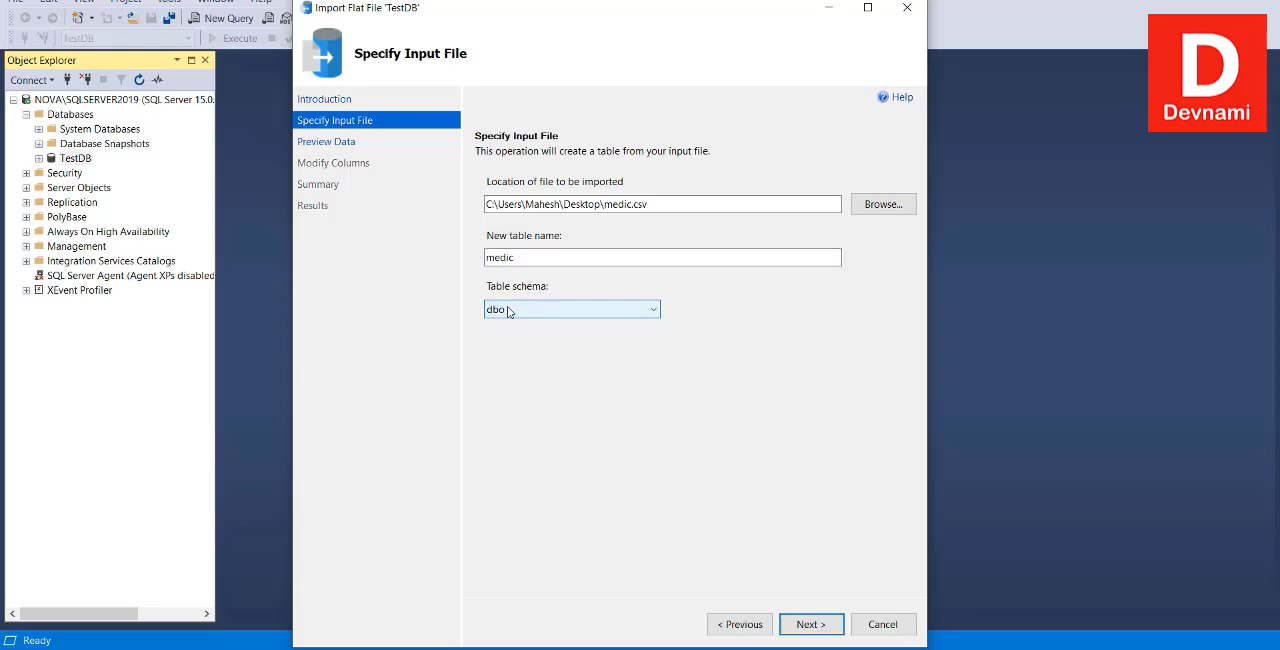 Import Flat File 'TestDB'
New Query
TestDB
Execute
Object Explorer
Connect
NOVA\SQLSERVER2019 (SQL Server 15.0.
Databases
System Databases
Database Snapshots
TestDB
Security
Server Objects
Replication
PolyBase
Always On High Availability
Management
Integration Services Catalogs
SQL Server Agent (Agent XPs disabled
XEvent Profiler
Ready
Specify Input File
Introduction
Specify Input File
Preview Data
Modify Columns
Summary
Results
Help
Specify Input File
This operation will create a table from your input file.
Location of file to be imported
C:\Users\Mahesh\Desktop\medic.csv
Browse...
New table name:
medic
Table schema:
dbo
< Previous
Next >
Cancel
D
Devnami